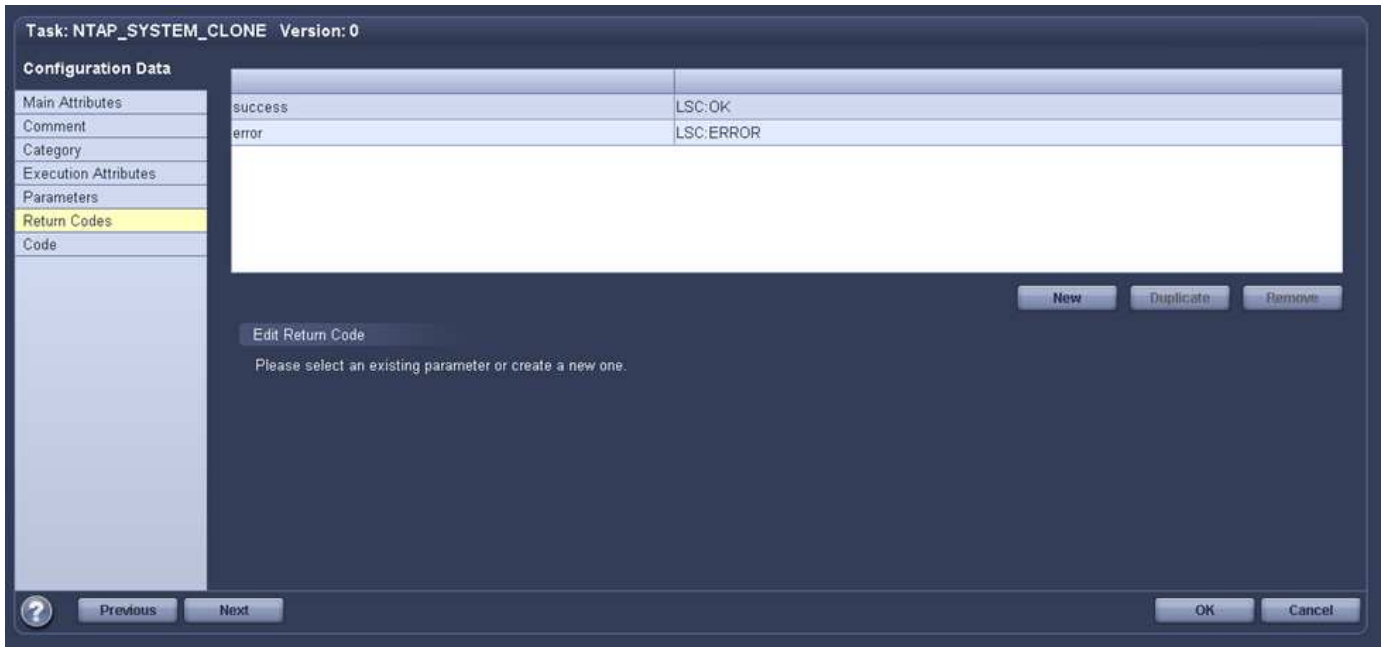 Task: NTAP_SYSTEM_CLONE Version: 0
Configuration Data
Main Attributes
Comment
Category
Execution Attributes
Parameters
Return Codes
Code
success LSC:OK
error LSC:ERROR
New Duplicate Remove
Edit Return Code
Please select an existing parameter or create a new one.
? Previous Next OK Cancel